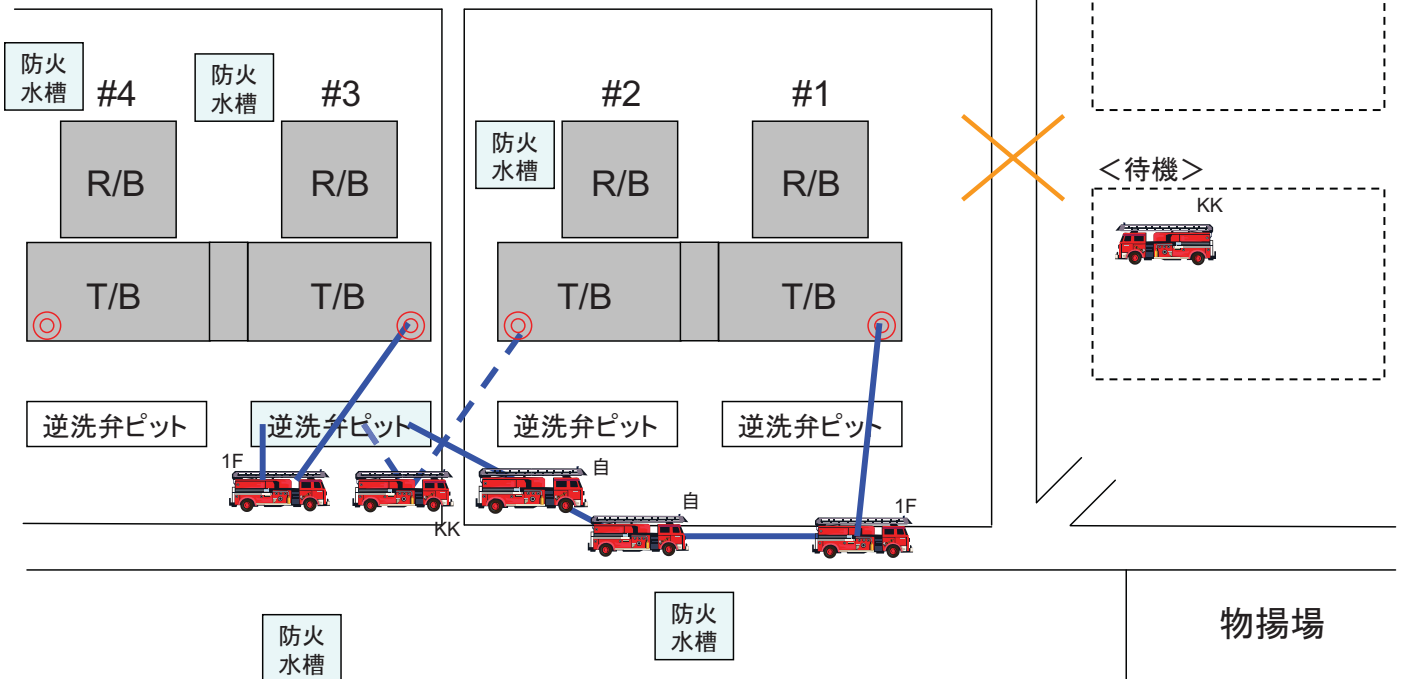 防火
水槽
#4
防火
水槽
#3
#2
#1
防火
水槽
R/B
R/B
R/B
R/B
<待機>
KK
T/B
T/B
T/B
T/B
逆洗弁ピット
逆洗弁ピット
逆洗弁ピット
逆洗弁ピット
1F
KK
自
自
1F
防火
水槽
防火
水槽
物揚場